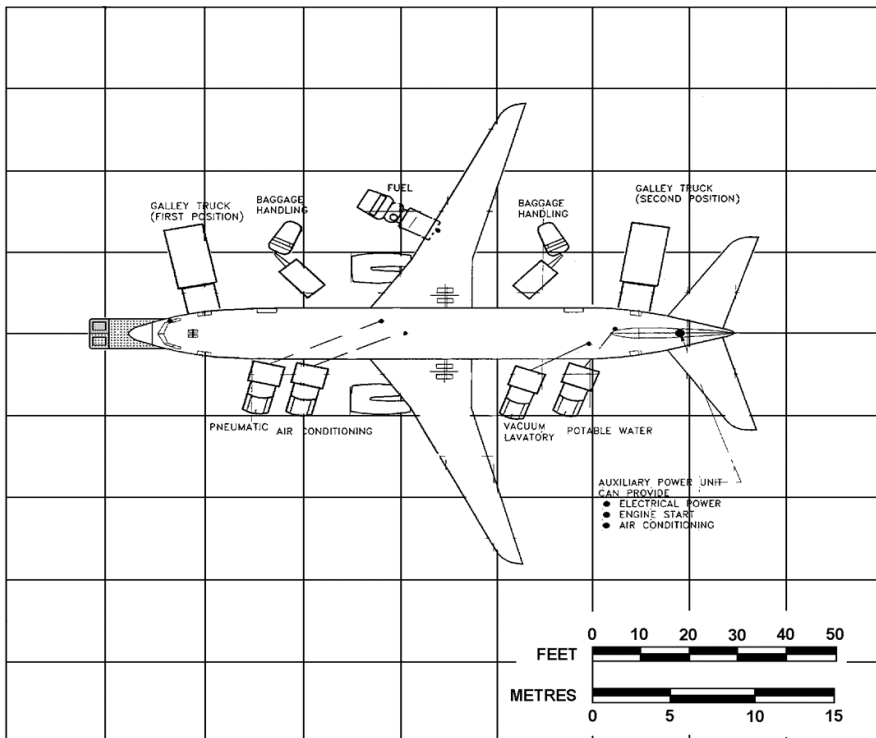 FUEL
GALLEY TRUCK
(SECOND POSITION)
GALLEY TRUCK
(FIRST POSITION)
BAGGAGE
HANDLING
BAGGAGE
HANDLING
PNEUMATIC
AIR CONDITIONING
VACUUM
LAVATORY
POTABLE WATER
AUXILIARY POWER UNIT
CAN PROVIDE
● ELECTRICAL POWER
● ENGINE START
● AIR CONDITIONING
0 10 20 30 40 50
FEET
METRES
0 5 10 15